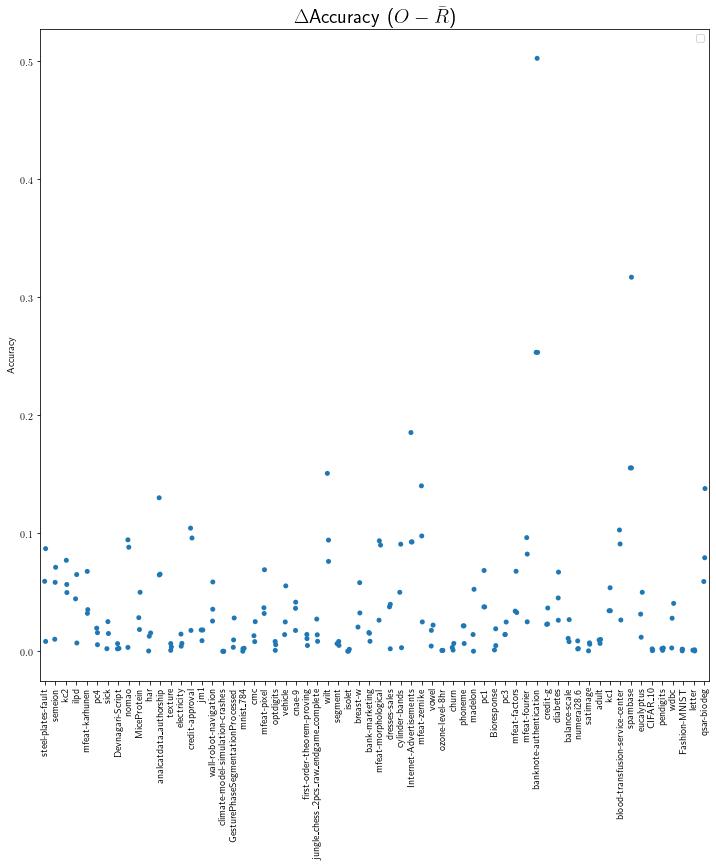 ΔAccuracy (O − R̄)
0.5
0.4
0.3
0.2
0.1
0.0
Accuracy
steel-plates-fault
semeion
kc2
ilpd
mfeat-karhunen
pc4
sick
Devnagari-Script
nomao
MiceProtein
har
analcatdata_authorship
texture
electricity
credit-approval
jm1
wall-robot-navigation
climate-model-simulation-crashes
GesturePhaseSegmentationProcessed
mnist_784
cmc
mfeat-pixel
optdigits
vehicle
cnae-9
first-order-theorem-proving
jungle_chess_2pcs_raw_endgame_complete
wilt
segment
isolet
breast-w
bank-marketing
mfeat-morphological
dresses-sales
cylinder-bands
Internet-Advertisements
mfeat-zernike
vowel
ozone-level-8hr
churn
phoneme
madelon
pc1
Bioresponse
pc3
mfeat-factors
mfeat-fourier
banknote-authentication
credit-g
diabetes
balance-scale
numerai28.6
satimage
adult
kc1
blood-transfusion-service-center
spambase
eucalyptus
CIFAR_10
pendigits
wdbc
Fashion-MNIST
letter
qsar-biodeg